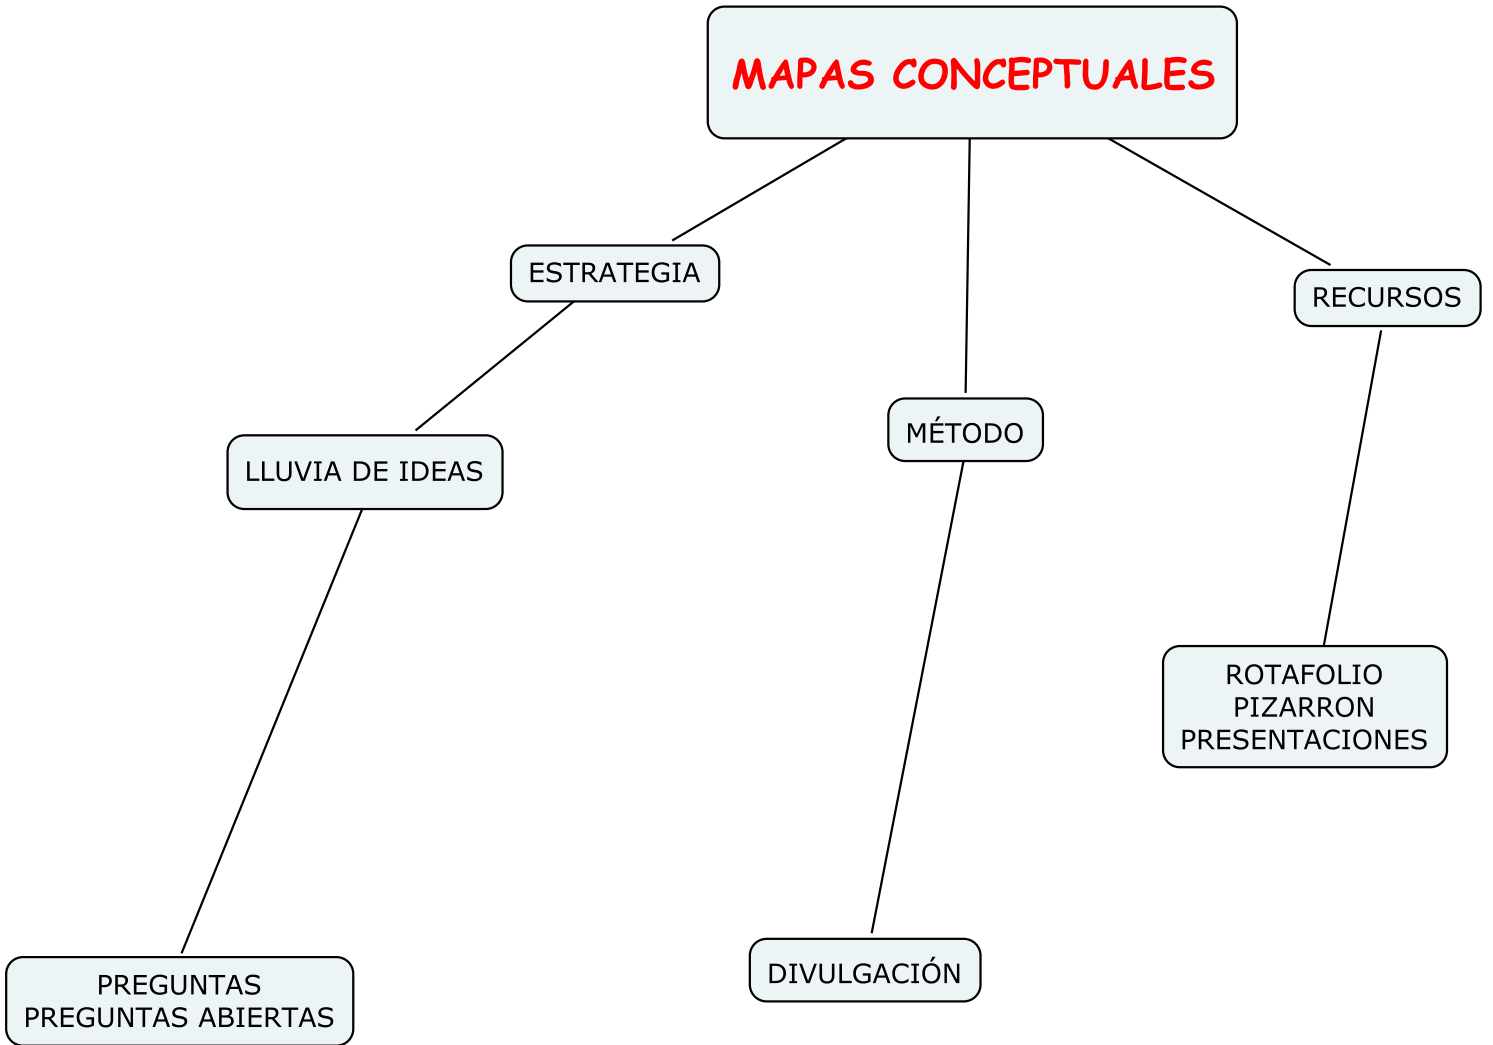 MAPAS CONCEPTUALES
ESTRATEGIA
RECURSOS
MÉTODO
LLUVIA DE IDEAS
ROTAFOLIO
PIZARRON
PRESENTACIONES
DIVULGACIÓN
PREGUNTAS
PREGUNTAS ABIERTAS